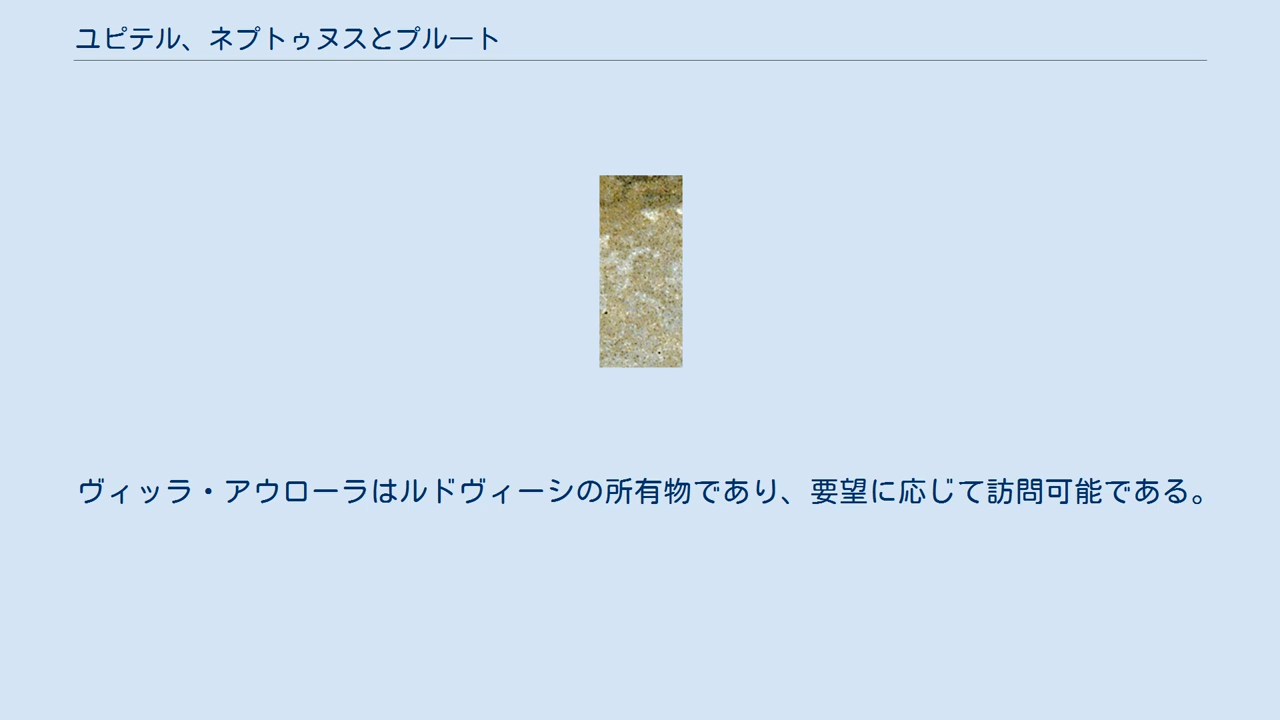 ユピテル、ネプトゥヌスとプルート
ヴィッラ・アウローラはルドヴィーシの所有物であり、要望に応じて訪問可能である。